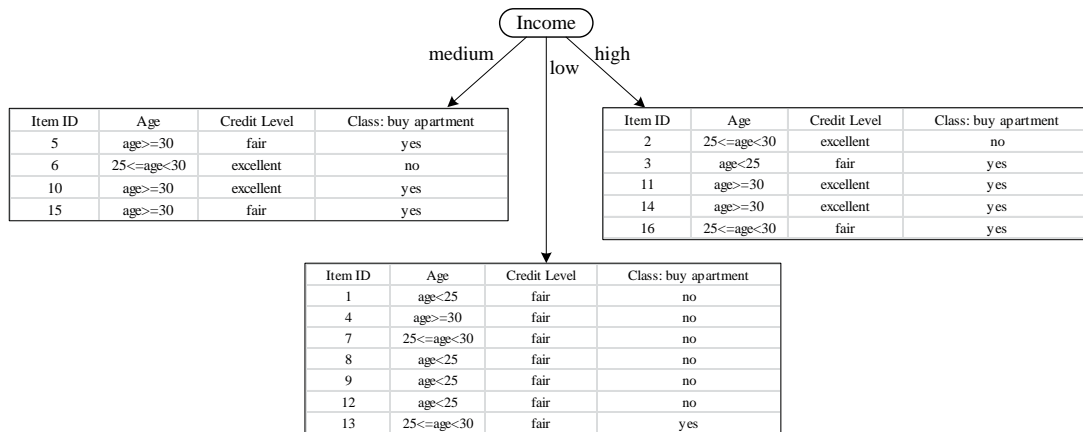 Income
medium
low
high
Item ID Age Credit Level Class: buy apartment
5 age>=30 fair yes
6 25<=age<30 excellent no
10 age>=30 excellent yes
15 age>=30 fair yes
Item ID Age Credit Level Class: buy apartment
2 25<=age<30 excellent no
3 age<25 fair yes
11 age>=30 excellent yes
14 age>=30 excellent yes
16 25<=age<30 fair yes
Item ID Age Credit Level Class: buy apartment
1 age<25 fair no
4 age>=30 fair no
7 25<=age<30 fair no
8 age<25 fair no
9 age<25 fair no
12 age<25 fair no
13 25<=age<30 fair yes